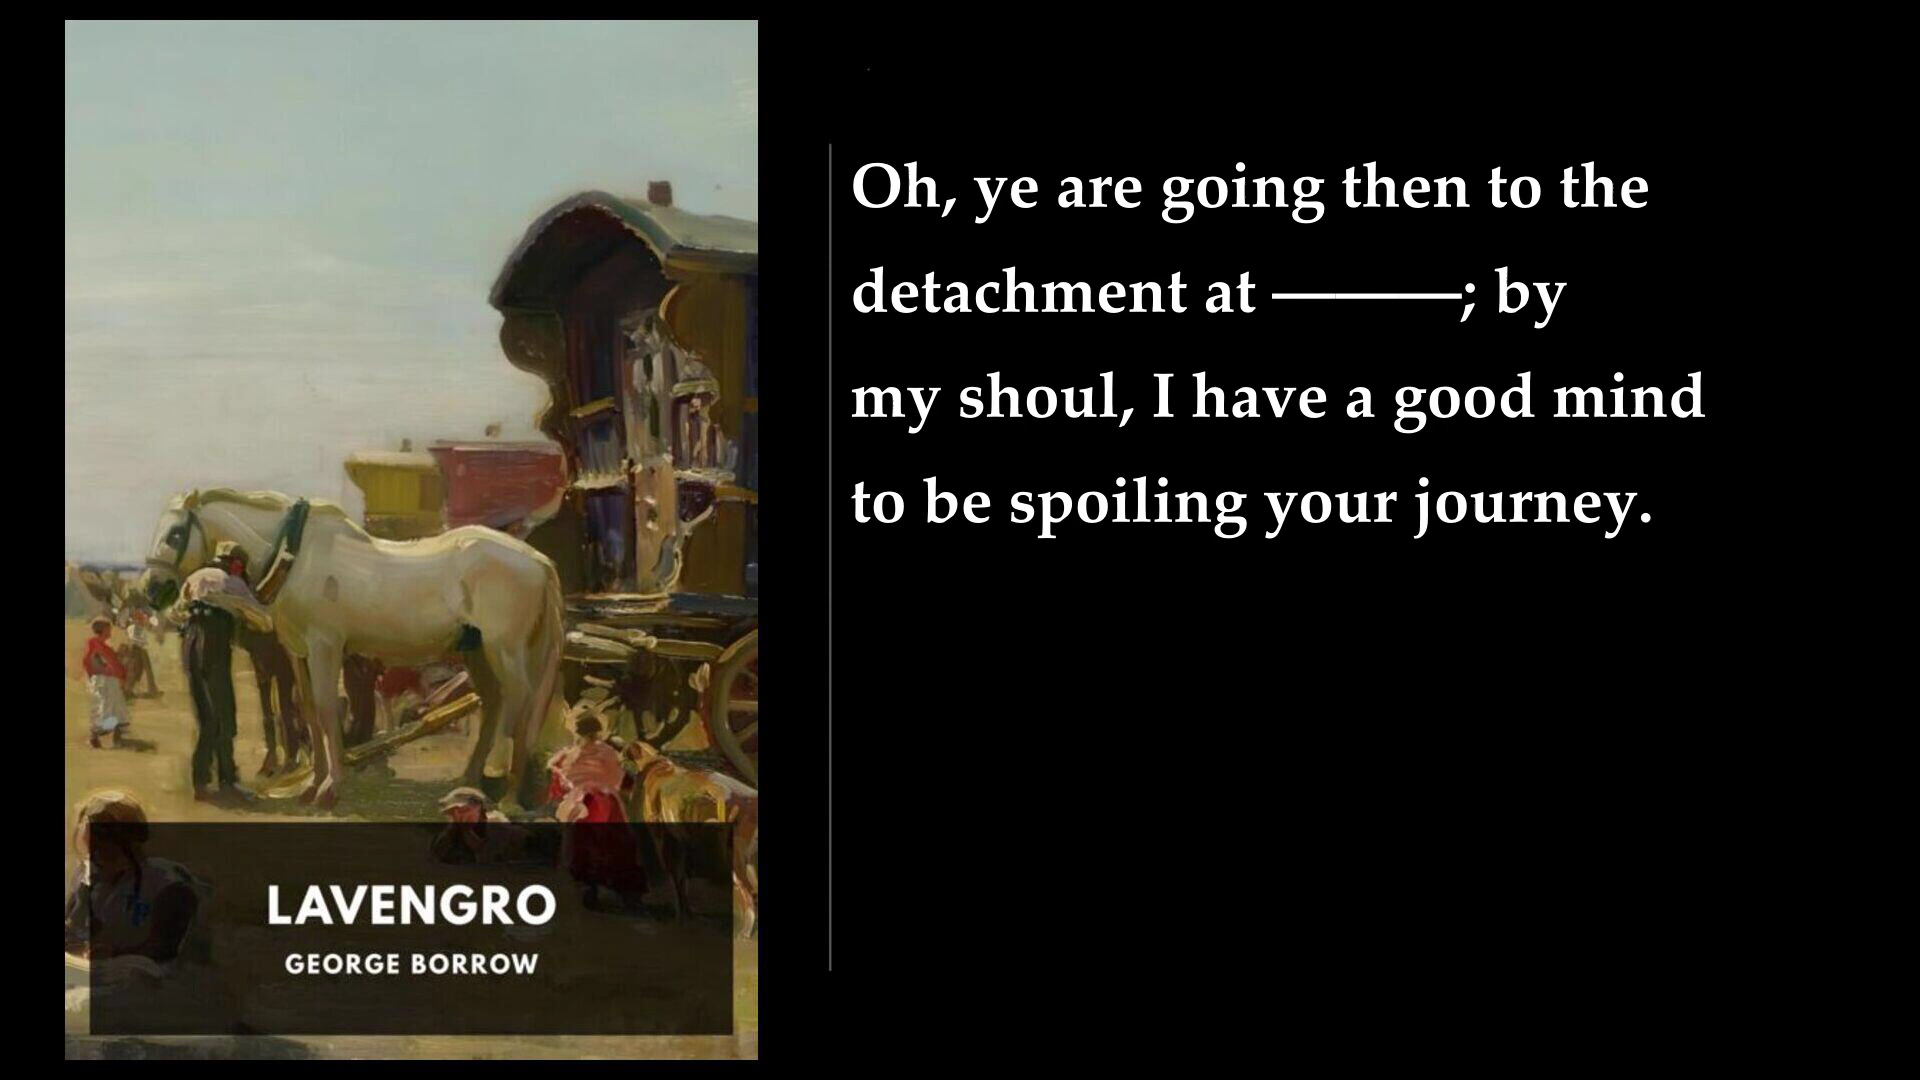 Oh, ye are going then to the
detachment at ———; by
my shoul, I have a good mind
to be spoiling your journey.
LAVENGRO
GEORGE BORROW